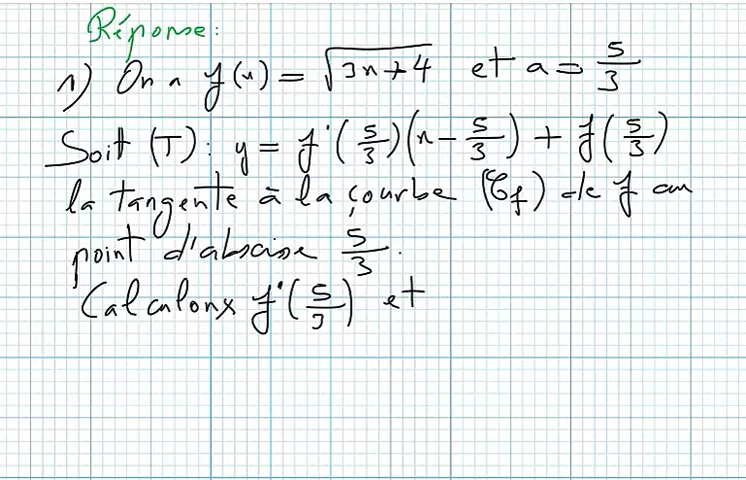 Réponse:
1) On a f(x) = √(3x+4) et a = 5/3
Soit (T): y = f'(5/3)(x - 5/3) + f(5/3)
la tangente à la courbe (Cf) de f au
point d'abscisse 5/3.
Calculons f'(5/3) et